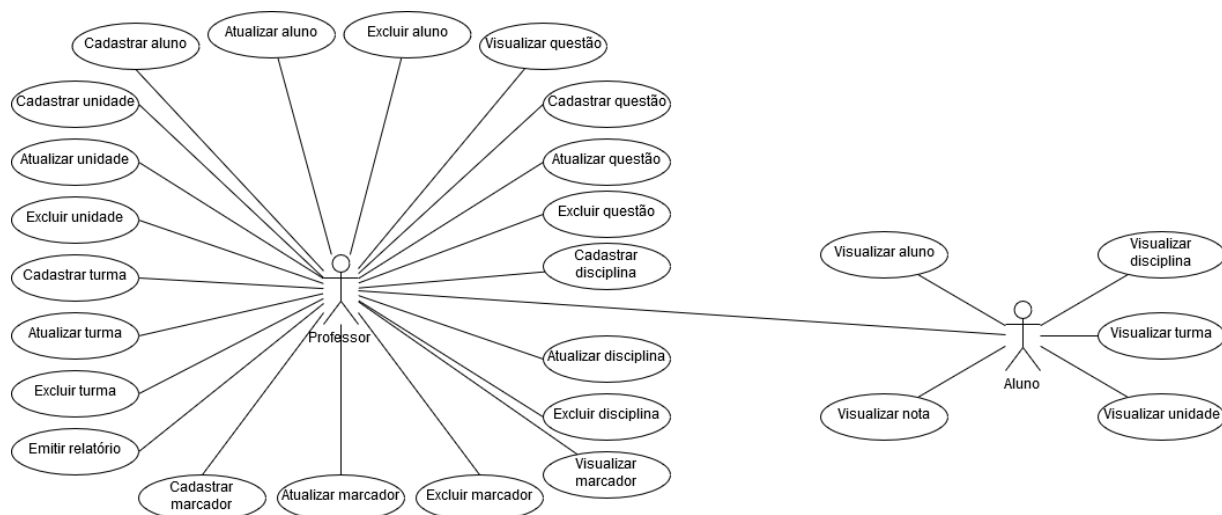 Cadastrar aluno
Atualizar aluno
Excluir aluno
Visualizar questão
Cadastrar unidade
Cadastrar questão
Atualizar unidade
Atualizar questão
Excluir unidade
Excluir questão
Cadastrar
disciplina
Cadastrar turma
Professor
Atualizar turma
Atualizar disciplina
Excluir turma
Excluir disciplina
Emitir relatório
Visualizar
marcador
Cadastrar
marcador
Atualizar marcador
Excluir marcador
Visualizar aluno
Visualizar
disciplina
Visualizar turma
Aluno
Visualizar nota
Visualizar unidade